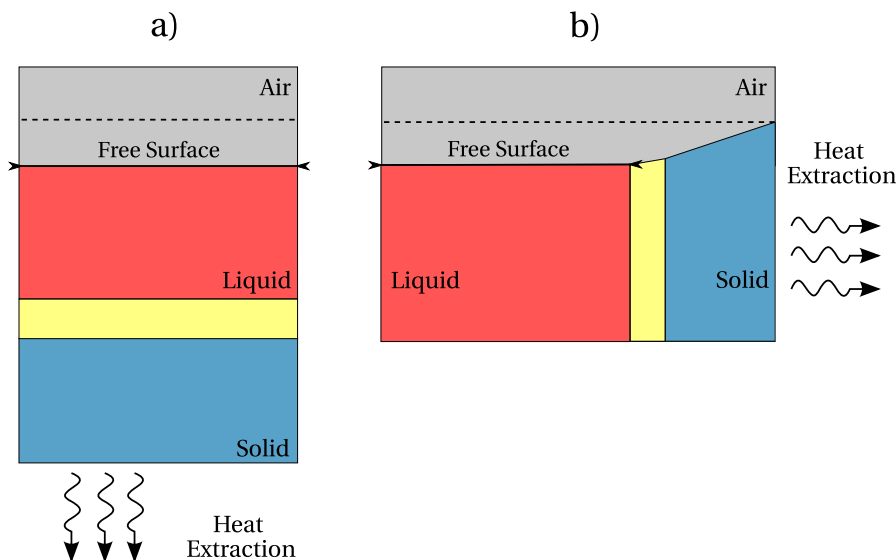 a)
Air
Free Surface
Liquid
Solid
Heat
Extraction
b)
Air
Free Surface
Heat
Extraction
Liquid
Solid